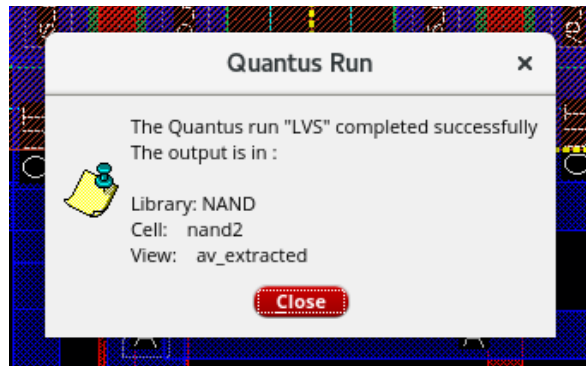 Quantus Run
The Quantus run "LVS" completed successfully
The output is in :
Library: NAND
Cell: nand2
View: av_extracted
Close